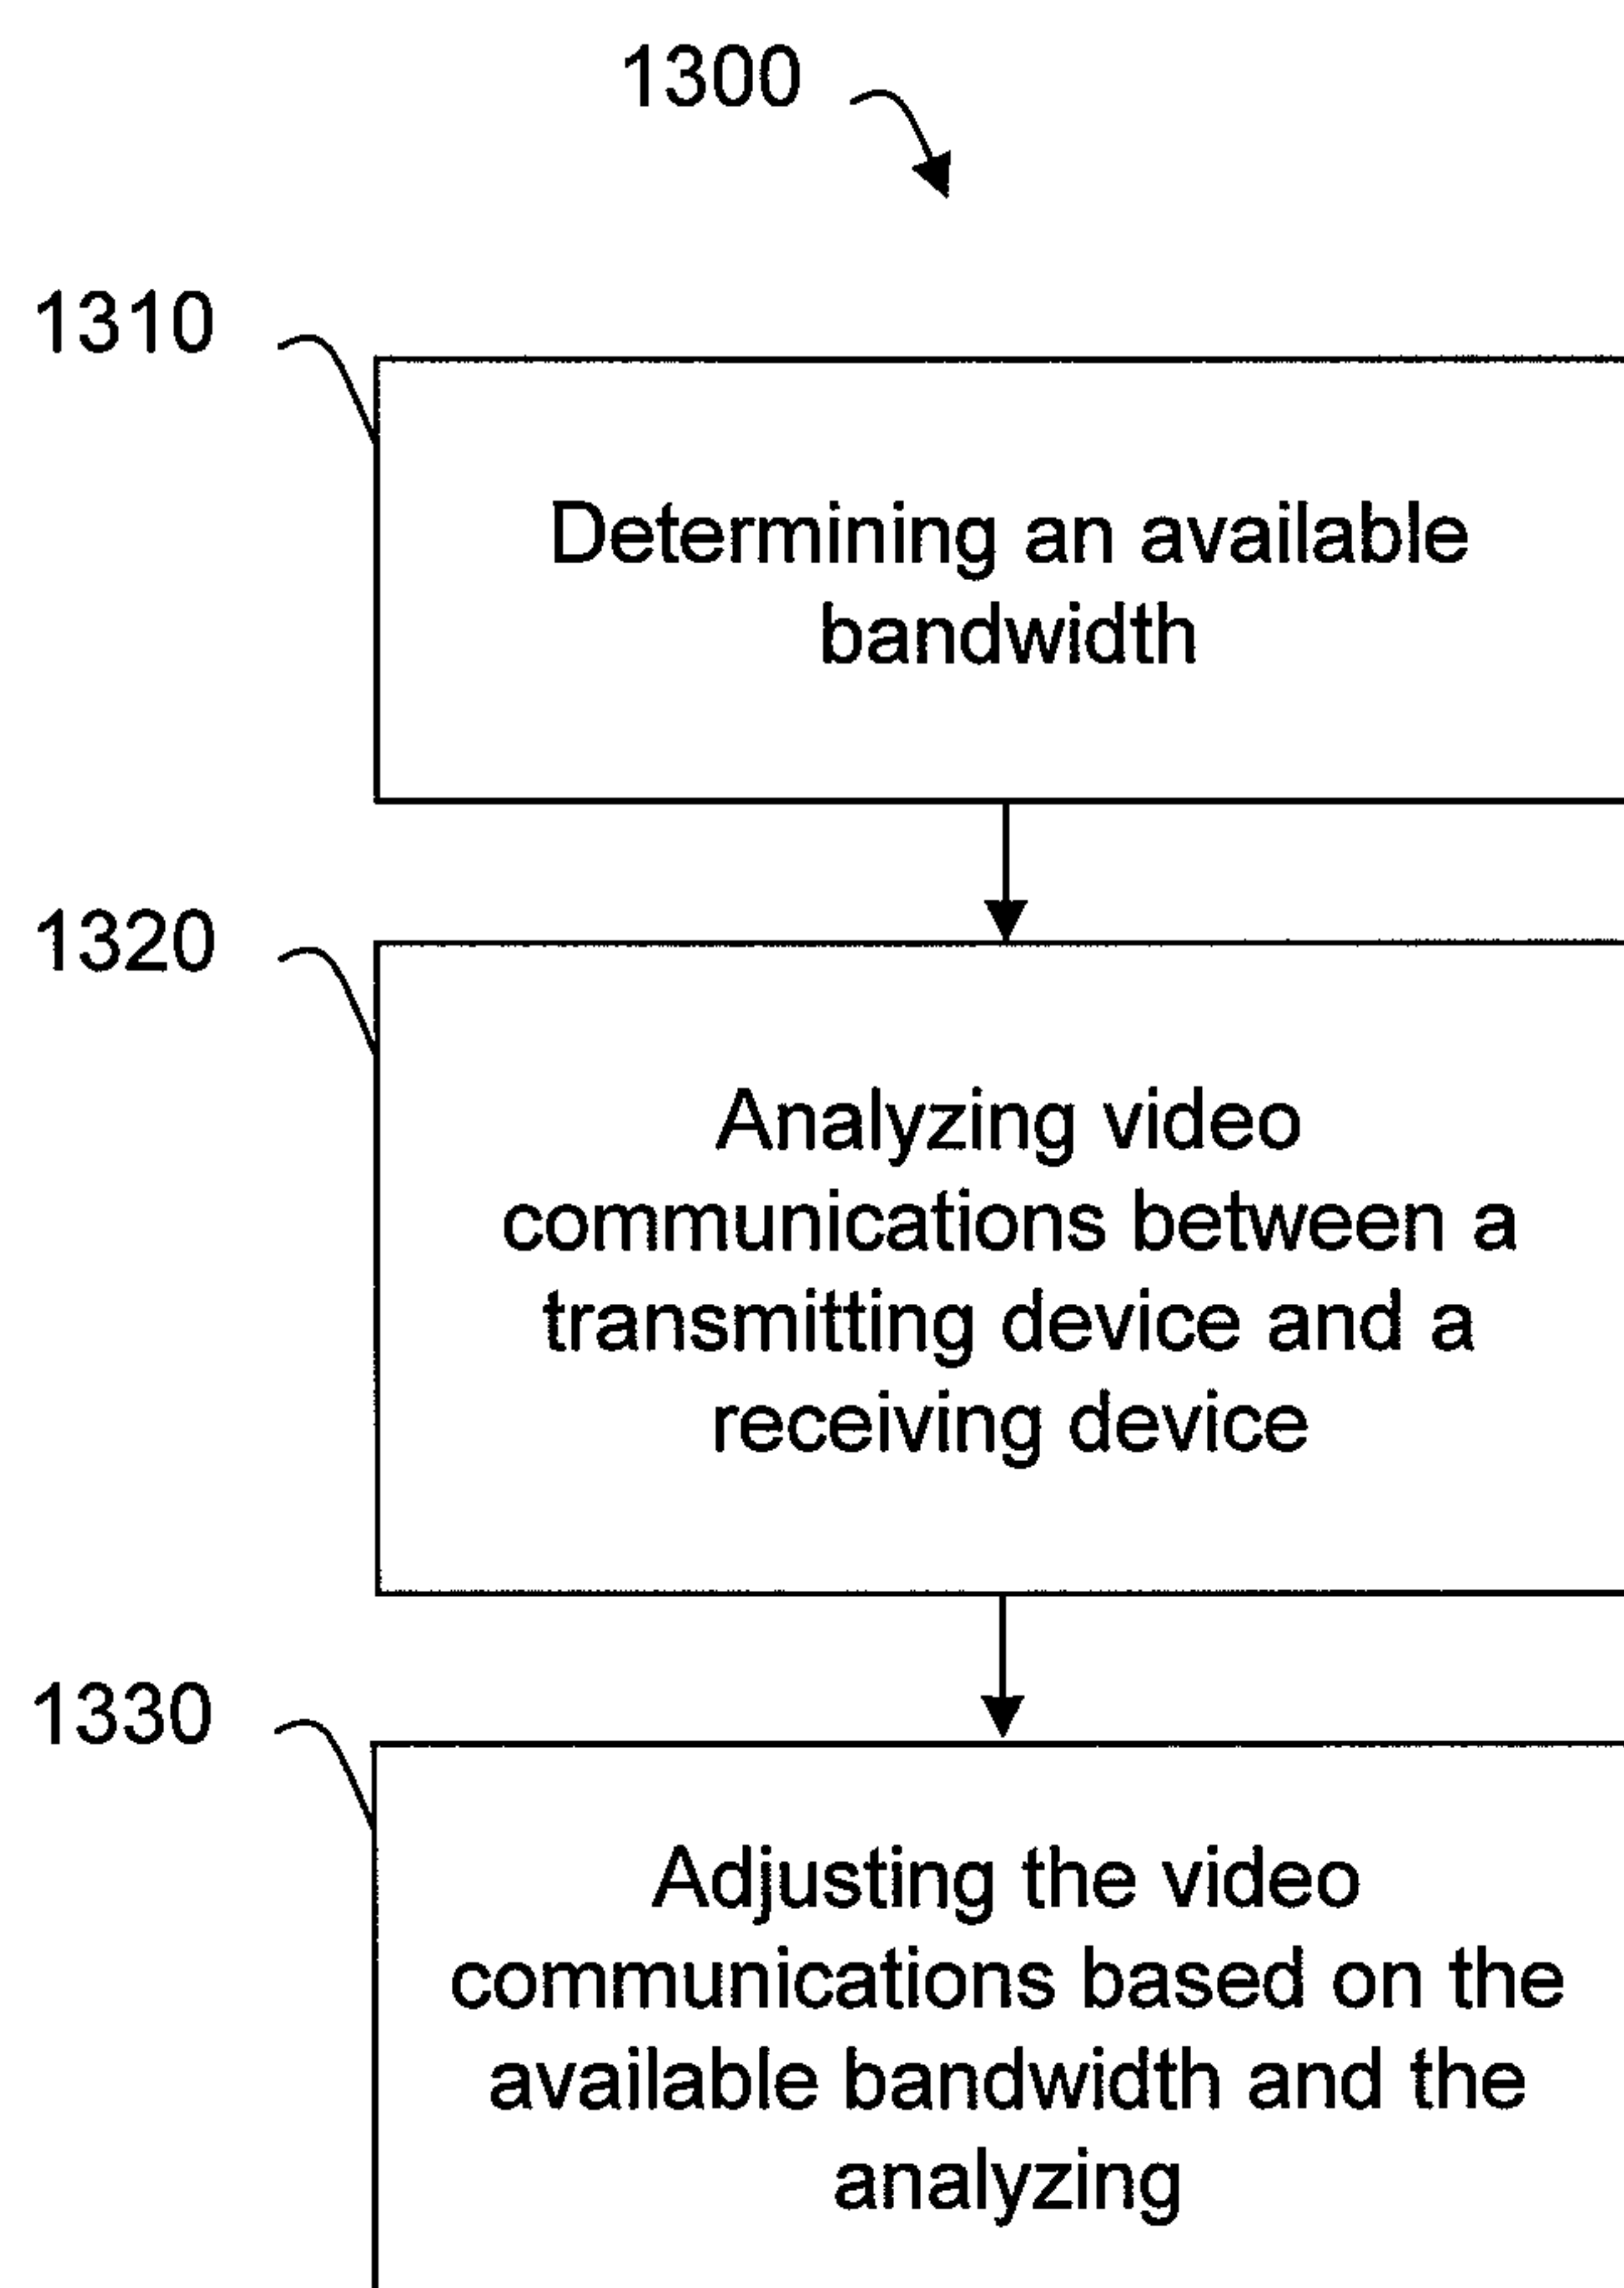 1300
1310
Determining an available
bandwidth
1320
Analyzing video
communications between a
transmitting device and a
receiving device
1330
Adjusting the video
communications based on the
available bandwidth and the
analyzing